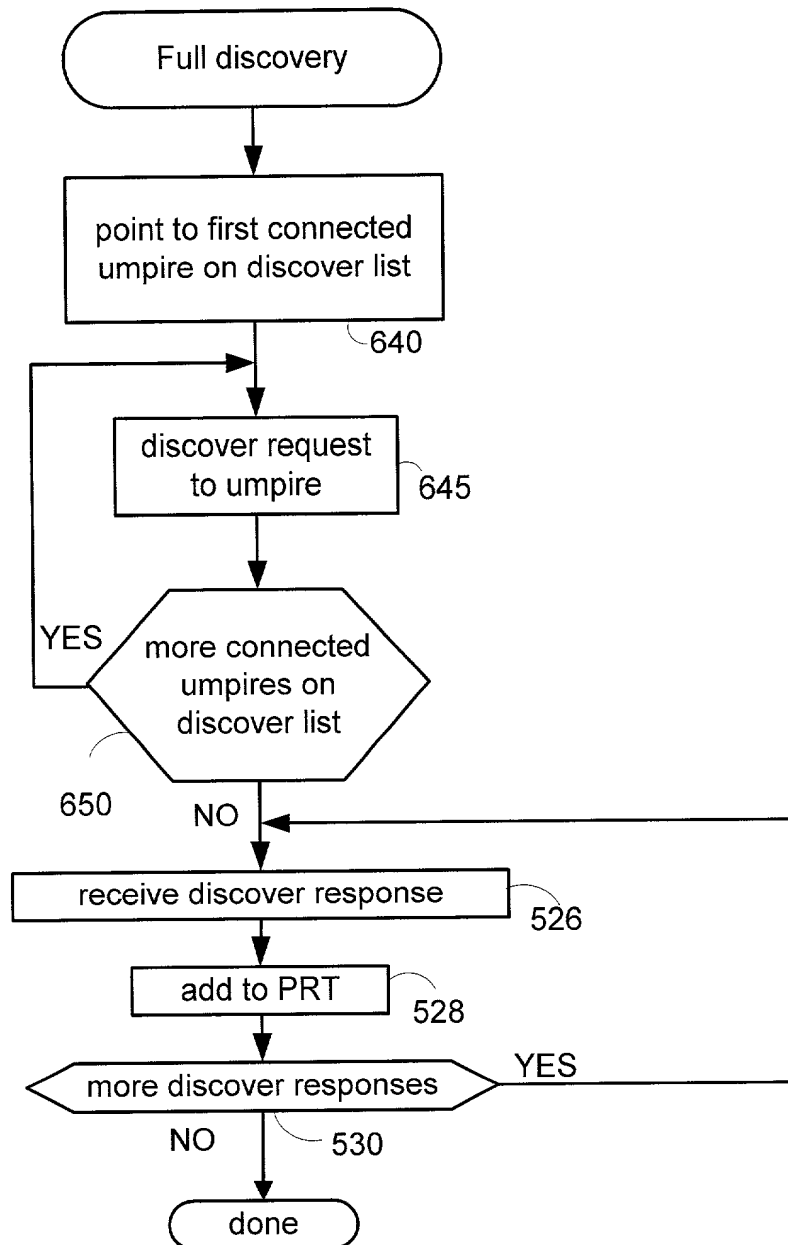 Full discovery
point to first connected
umpire on discover list
640
discover request
to umpire
645
YES
more connected
umpires on
discover list
650
NO
receive discover response
526
add to PRT
528
more discover responses
YES
530
NO
done